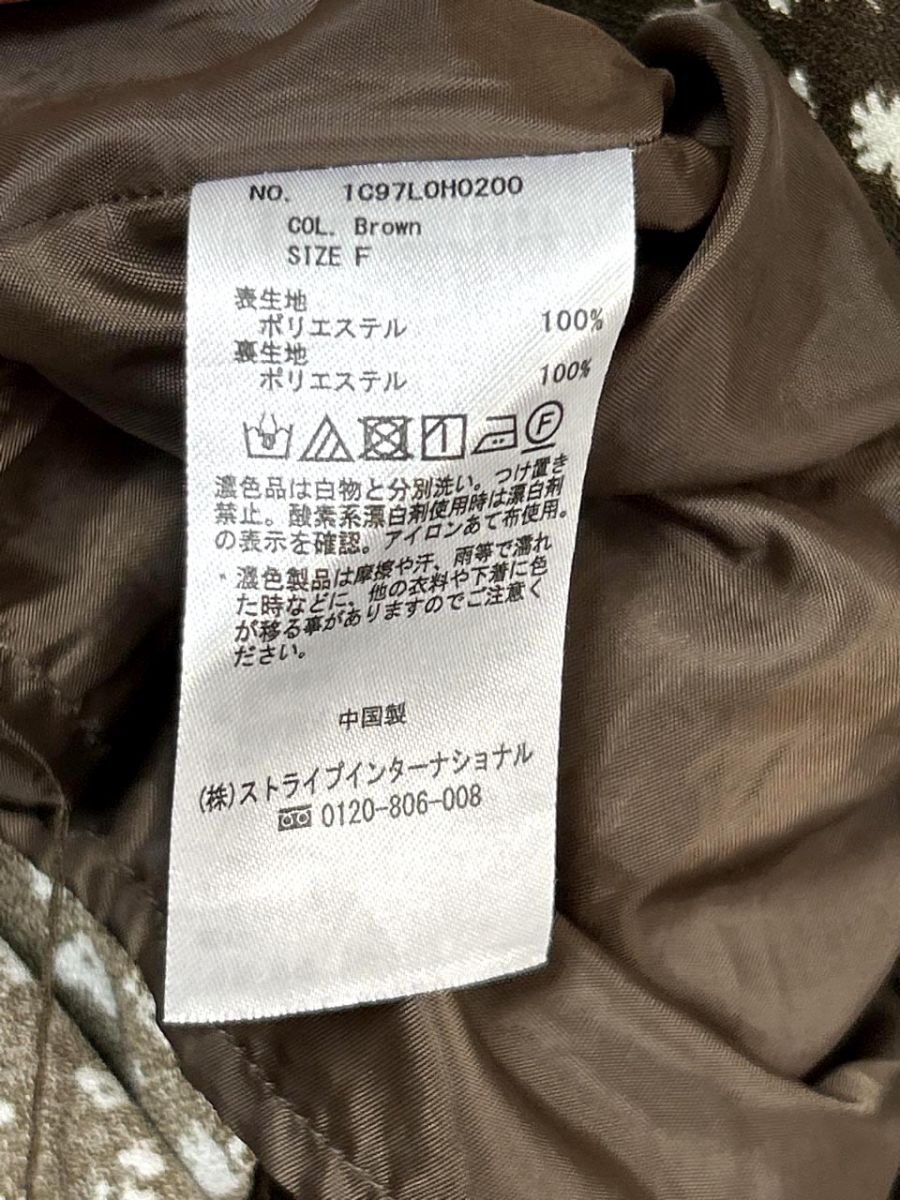 NO. 1C97L0H0200
COL. Brown
SIZE F
表生地
ポリエステル 100%
裏生地
ポリエステル 100%
F
濃色品は白物と分別洗い。つけ置き
禁止。酸素系漂白剤使用時は漂白剤
の表示を確認。アイロンあて布使用。
・濃色製品は摩擦や汗、雨等で濡れ
た時などに、他の衣料や下着に色
が移る事がありますのでご注意く
ださい。
中国製
(株)ストライプインターナショナル
0120-806-008